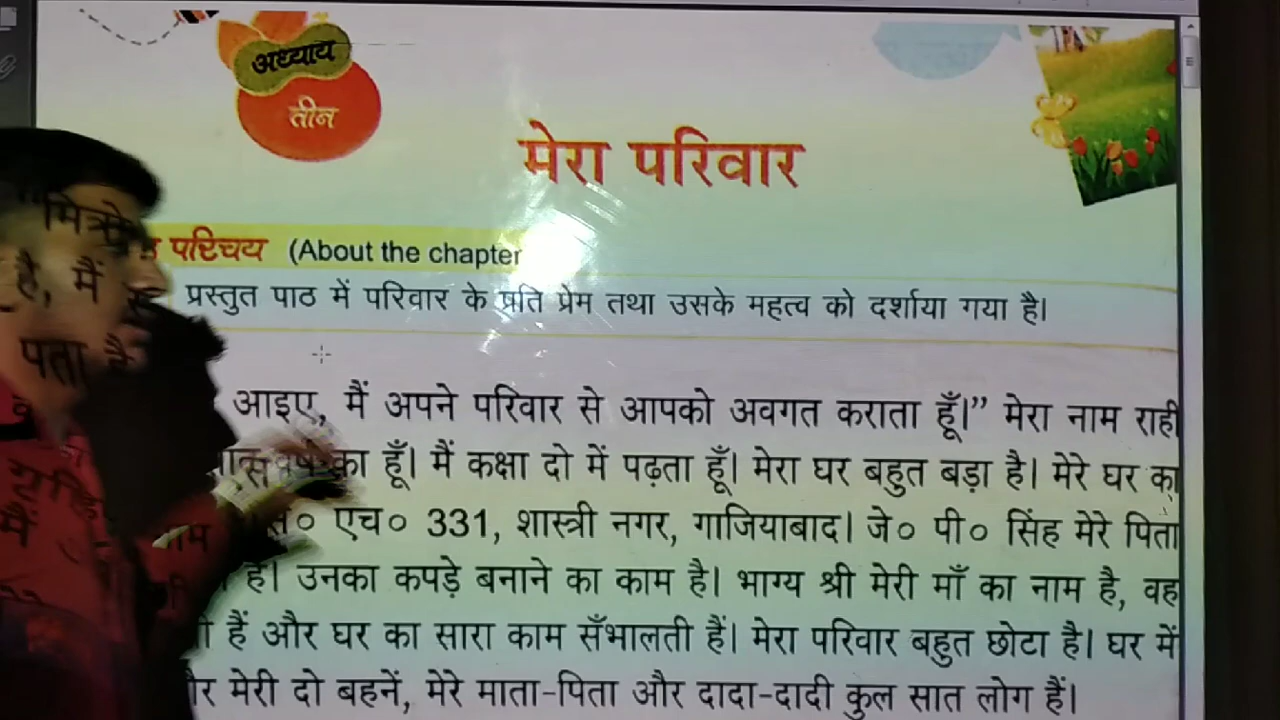 अध्याय
तीन
मेरा परिवार
परिचय (About the chapter
प्रस्तुत पाठ में परिवार के प्रति प्रेम तथा उसके महत्व को दर्शाया गया है।
"मित्रो
आइए, मैं अपने परिवार से आपको अवगत कराता हूँ।” मेरा नाम राही
है, मैं
का हूँ। मैं कक्षा दो में पढ़ता हूँ। मेरा घर बहुत बड़ा है। मेरे घर का
पता है
एच० 331, शास्त्री नगर, गाजियाबाद। जे० पी० सिंह मेरे पिता
है। उनका कपड़े बनाने का काम है। भाग्य श्री मेरी माँ का नाम है, वह
हैं और घर का सारा काम सँभालती हैं। मेरा परिवार बहुत छोटा है। घर में
मैं
मेरी दो बहनें, मेरे माता-पिता और दादा-दादी कुल सात लोग हैं।